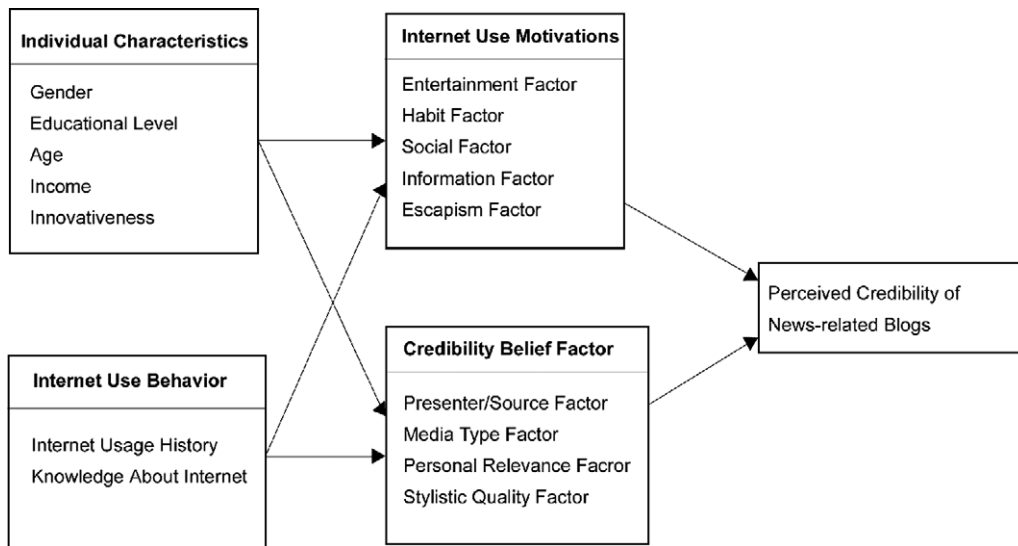 Individual Characteristics
Gender
Educational Level
Age
Income
Innovativeness
Internet Use Motivations
Entertainment Factor
Habit Factor
Social Factor
Information Factor
Escapism Factor
Internet Use Behavior
Internet Usage History
Knowledge About Internet
Credibility Belief Factor
Presenter/Source Factor
Media Type Factor
Personal Relevance Facror
Stylistic Quality Factor
Perceived Credibility of
News-related Blogs